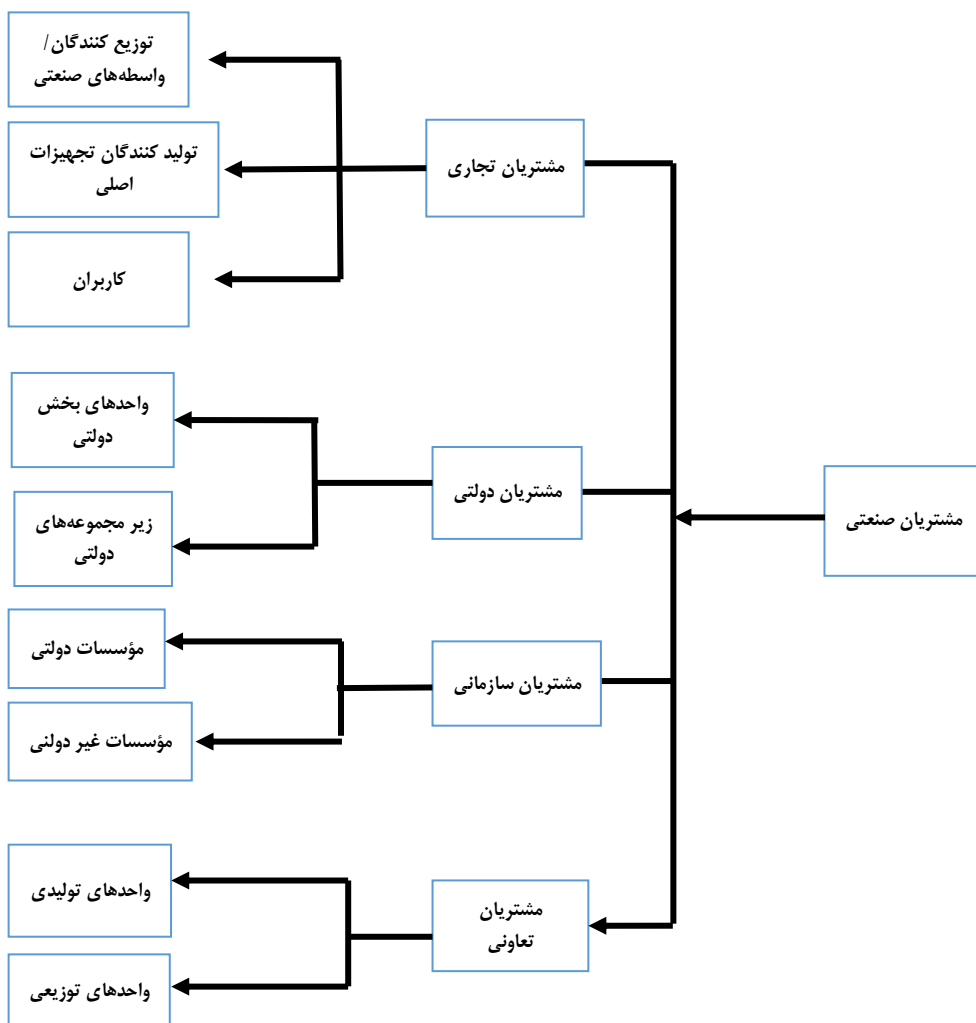 مشتریان صنعتی
مشتریان تجاری
توزیع کنندگان/
واسطه‌های صنعتی
تولید کنندگان تجهیزات
اصلی
کاربران
مشتریان دولتی
واحدهای بخش
دولتی
زیر مجموعه‌های
دولتی
مشتریان سازمانی
مؤسسات دولتی
مؤسسات غیر دولنی
مشتریان
تعاونی
واحدهای تولیدی
واحدهای توزیعی